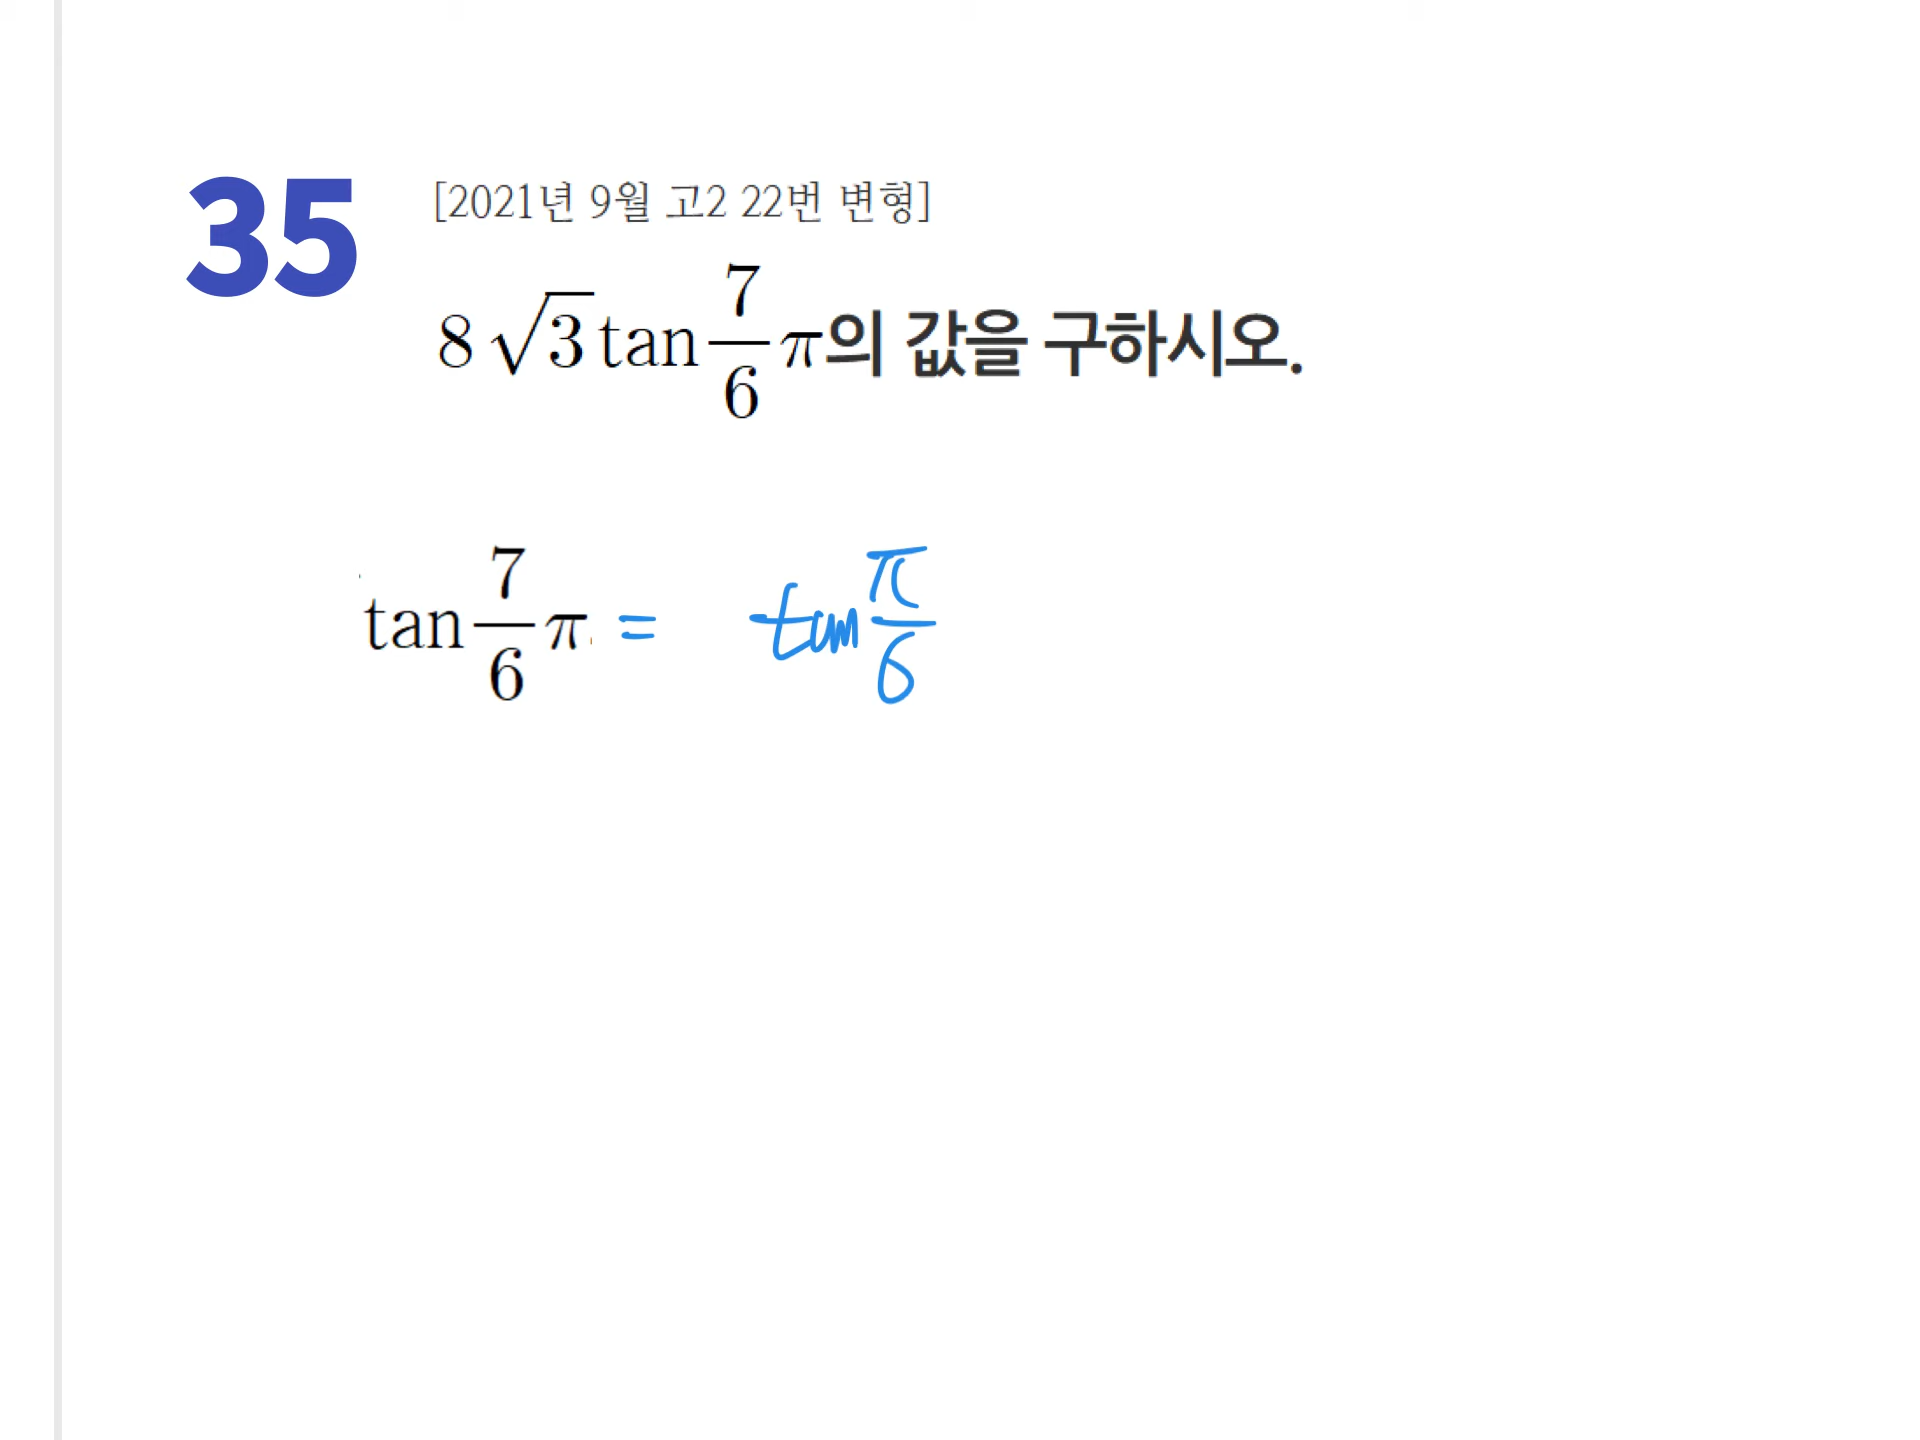 35
[2021년 9월 고2 22번 변형]
8√3 tan 7/6 π의 값을 구하시오.
tan 7/6 π = tan π/6